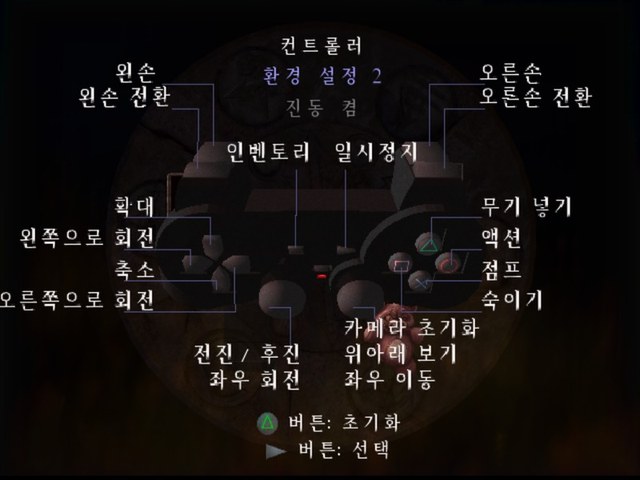 컨트롤러
환경 설정 2
진동 켬
왼손
왼손 전환
오른손
오른손 전환
인벤토리
일시정지
확대
왼쪽으로 회전
축소
오른쪽으로 회전
무기 넣기
액션
점프
숙이기
전진 / 후진
좌우 회전
카메라 초기화
위아래 보기
좌우 이동
버튼: 초기화
버튼: 선택